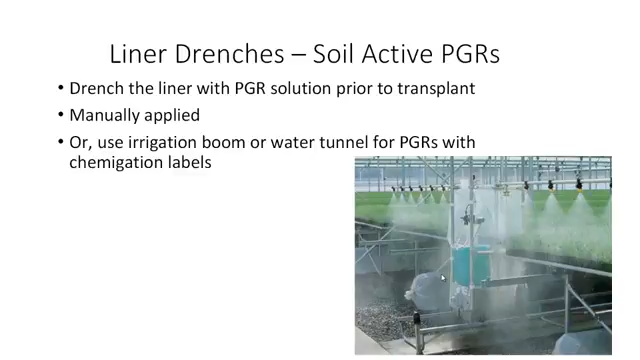 Liner Drenches – Soil Active PGRs
• Drench the liner with PGR solution prior to transplant
• Manually applied
• Or, use irrigation boom or water tunnel for PGRs with
chemigation labels